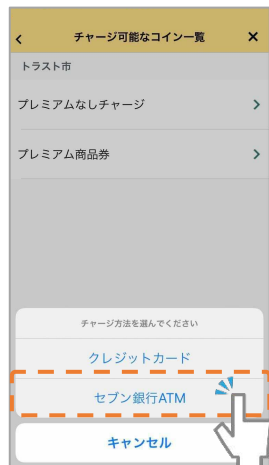 チャージ可能なコイン一覧
トラスト市
プレミアムなしチャージ
プレミアム商品券
チャージ方法を選んでください
クレジットカード
セブン銀行ATM
キャンセル